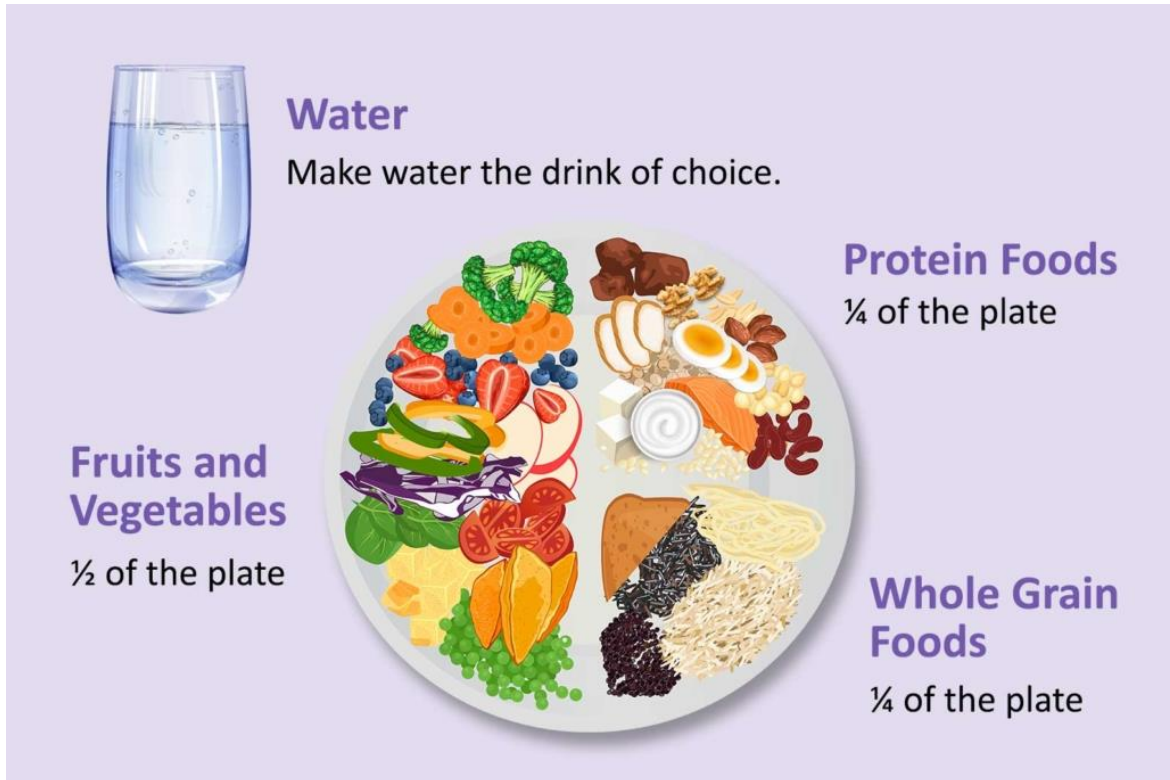 Water
Make water the drink of choice.
Protein Foods
¼ of the plate
Fruits and
Vegetables
½ of the plate
Whole Grain
Foods
¼ of the plate